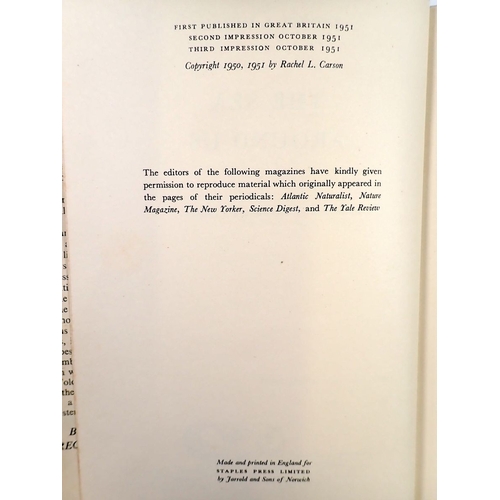 FIRST PUBLISHED IN GREAT BRITAIN 1951
SECOND IMPRESSION OCTOBER 1951
THIRD IMPRESSION OCTOBER 1951
Copyright 1950, 1951 by Rachel L. Carson
The editors of the following magazines have kindly given
permission to reproduce material which originally appeared in
the pages of their periodicals: Atlantic Naturalist, Nature
Magazine, The New Yorker, Science Digest, and The Yale Review
Made and printed in England for
STAPLES PRESS LIMITED
by Jarrold and Sons of Norwich